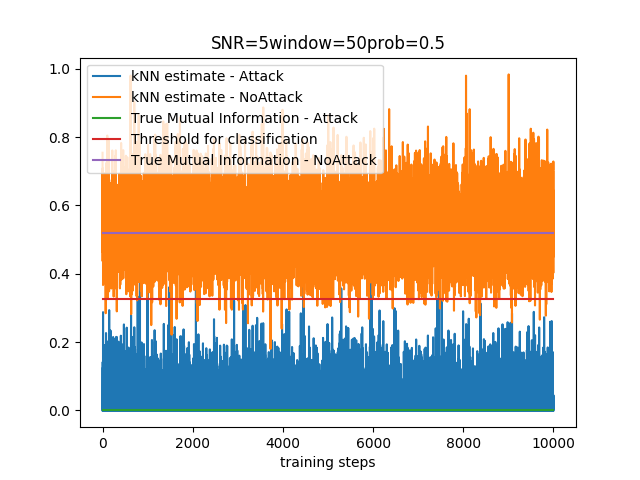 SNR=5window=50prob=0.5
kNN estimate - Attack
kNN estimate - NoAttack
True Mutual Information - Attack
Threshold for classification
True Mutual Information - NoAttack
1.0
0.8
0.6
0.4
0.2
0.0
0 2000 4000 6000 8000 10000
training steps